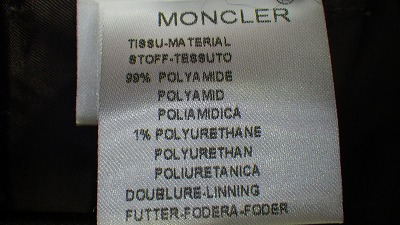 MONCLER
TISSU-MATERIAL
STOFF-TESSUTO
99% POLYAMIDE
POLYAMID
POLIAMIDICA
1% POLYURETHANE
POLYURETHAN
POLIURETANICA
DOUBLURE-LINNING
FUTTER-FODERA-FODER